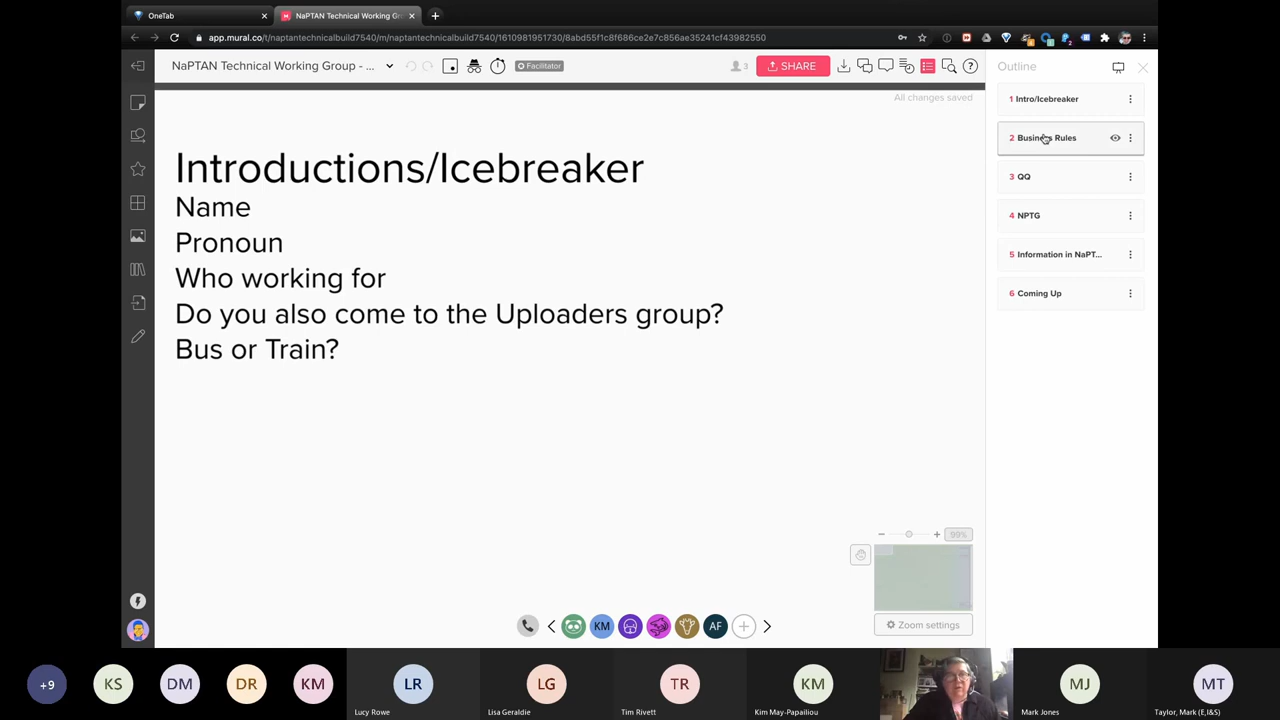 OneTab
NaPTAN Technical Working Gro
app.mural.co/t/naptantechnicalbuild7540/m/naptantechnicalbuild7540/1610981951730/8abd55f1c8f686ce2e7c856ae35241cf43982550
NaPTAN Technical Working Group - ...
Facilitator
3
SHARE
Outline
All changes saved
1 Intro/Icebreaker
2 Business Rules
3 QQ
4 NPTG
5 Information in NaPT...
6 Coming Up
Introductions/Icebreaker
Name
Pronoun
Who working for
Do you also come to the Uploaders group?
Bus or Train?
99%
Zoom settings
KM
AF
+9
KS
DM
DR
KM
LR
LG
TR
KM
MJ
MT
Lucy Rowe
Lisa Geraldie
Tim Rivett
Kim May-Papailiou
Mark Jones
Taylor, Mark (E,I&S)